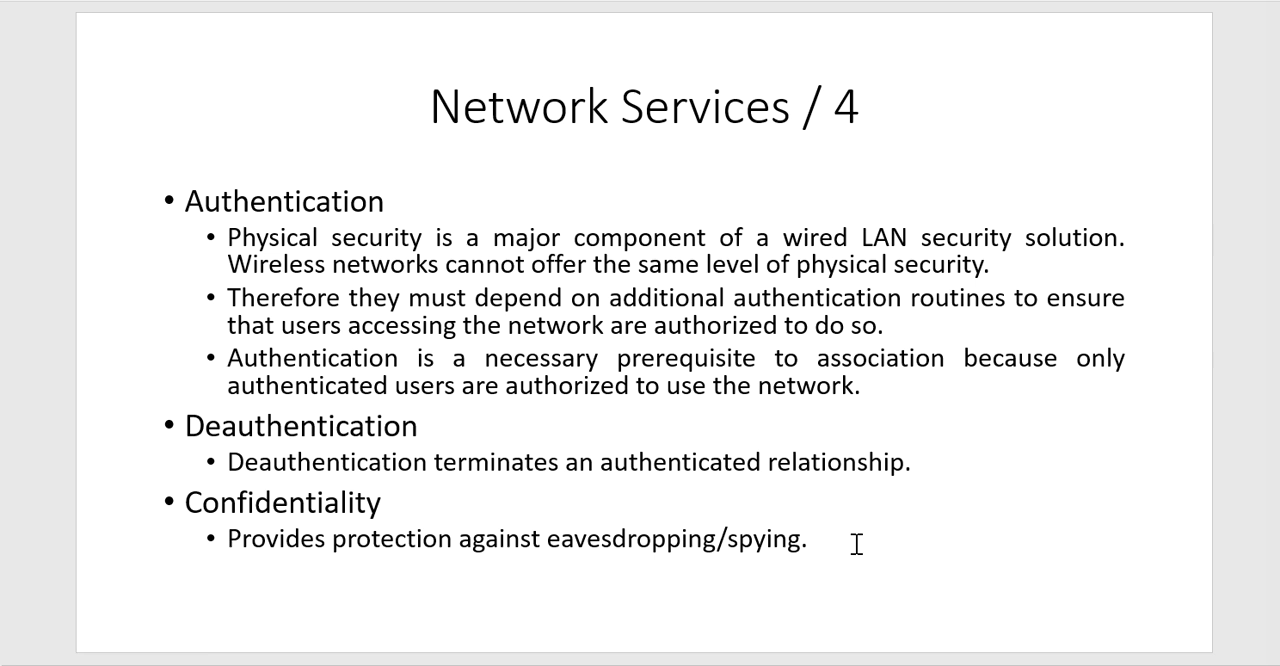 Network Services / 4
• Authentication
• Physical security is a major component of a wired LAN security solution.
Wireless networks cannot offer the same level of physical security.
• Therefore they must depend on additional authentication routines to ensure
that users accessing the network are authorized to do so.
• Authentication is a necessary prerequisite to association because only
authenticated users are authorized to use the network.
• Deauthentication
• Deauthentication terminates an authenticated relationship.
• Confidentiality
• Provides protection against eavesdropping/spying.